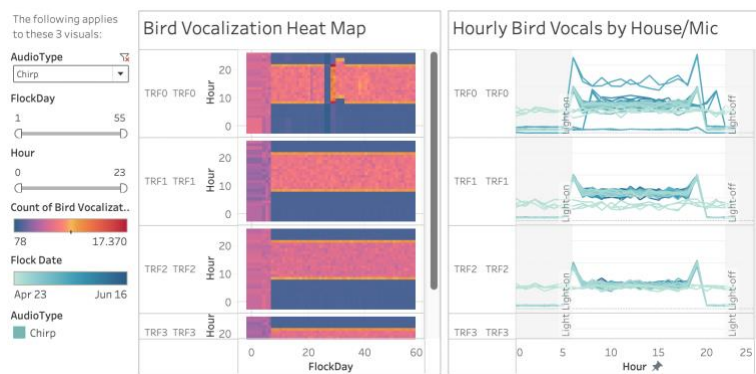 The following applies
to these 3 visuals:
AudioType
Chirp
FlockDay
1 55
Hour
0 23
Count of Bird Vocalizat..
78 17.370
Flock Date
Apr 23 Jun 16
AudioType
Chirp
Bird Vocalization Heat Map
TRF0 TRF0
Hour
20
10
0
TRF1 TRF1
Hour
20
10
0
TRF2 TRF2
Hour
20
10
0
TRF3 TRF3
Hour
20
0 20 40 60
FlockDay
Hourly Bird Vocals by House/Mic
TRF0 TRF0
Light-on
Light-off
TRF1 TRF1
Light-on
Light-off
TRF2 TRF2
Light Light-on
Light Light-off
TRF3 TRF3
0 5 10 15 20 25
Hour